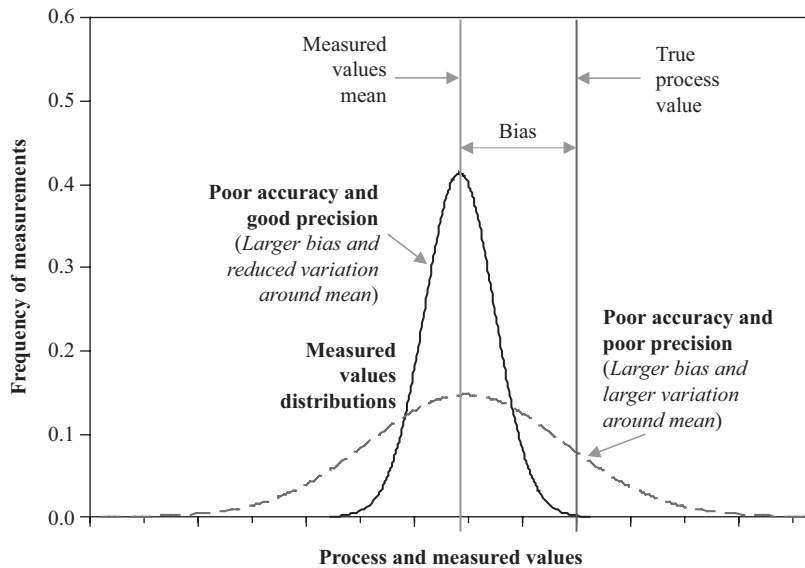 0.6
0.5
0.4
0.3
0.2
0.1
0.0
Frequency of measurements
Measured
values
mean
True
process
value
Bias
Poor accuracy and
good precision
(Larger bias and
reduced variation
around mean)
Measured
values
distributions
Poor accuracy and
poor precision
(Larger bias and
larger variation
around mean)
Process and measured values